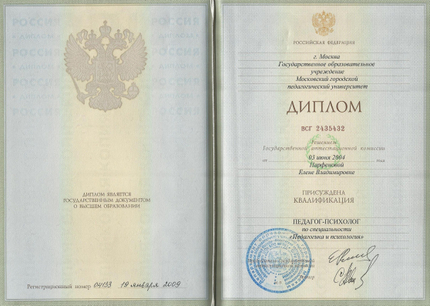 ДИПЛОМ ЯВЛЯЕТСЯ
ГОСУДАРСТВЕННЫМ ДОКУМЕНТОМ
О ВЫСШЕМ ОБРАЗОВАНИИ
Регистрационный номер 04133 19 января 2009
РОССИЙСКАЯ ФЕДЕРАЦИЯ
г. Москва
Государственное образовательное
учреждение
Московский городской
педагогический университет
ДИПЛОМ
ВСГ 2435432
Решением
Государственной аттестационной комиссии
от 03 июня 2004 года
Парфеновой
Елене Владимировне
ПРИСУЖДЕНА
КВАЛИФИКАЦИЯ
ПЕДАГОГ-ПСИХОЛОГ
по специальности
«Педагогика и психология»